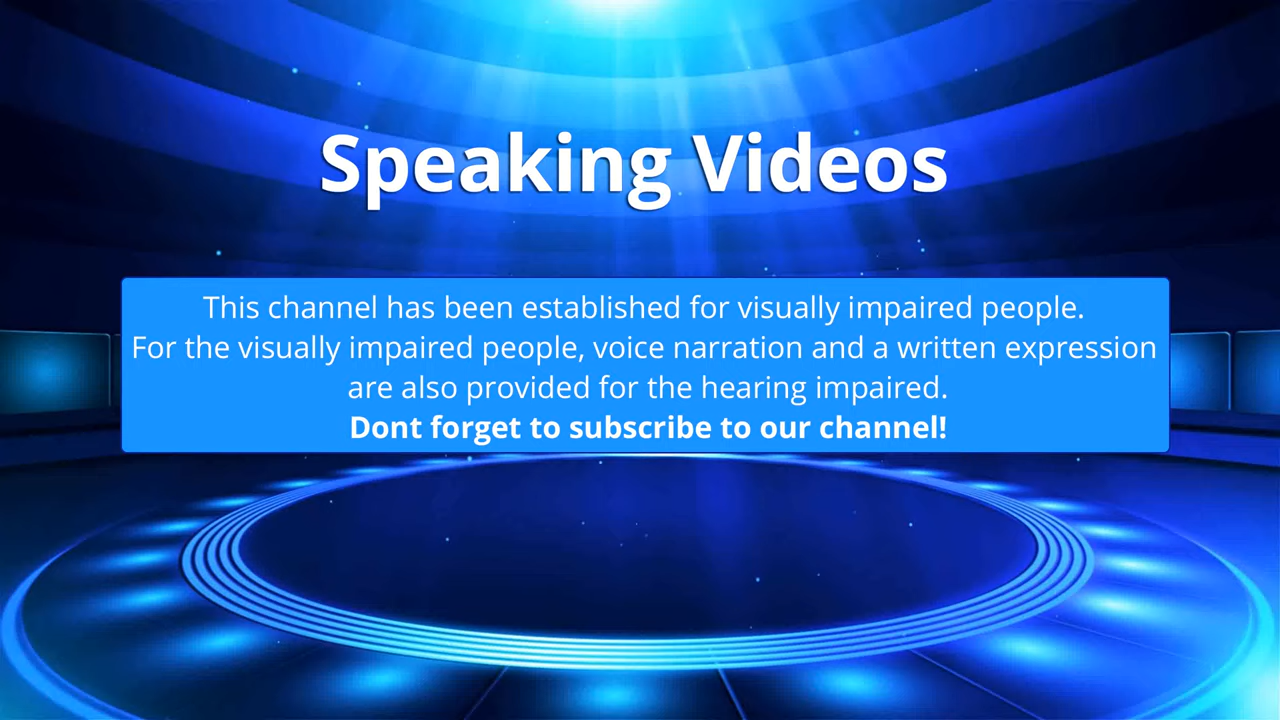 Speaking Videos
This channel has been established for visually impaired people.
For the visually impaired people, voice narration and a written expression
are also provided for the hearing impaired.
Dont forget to subscribe to our channel!